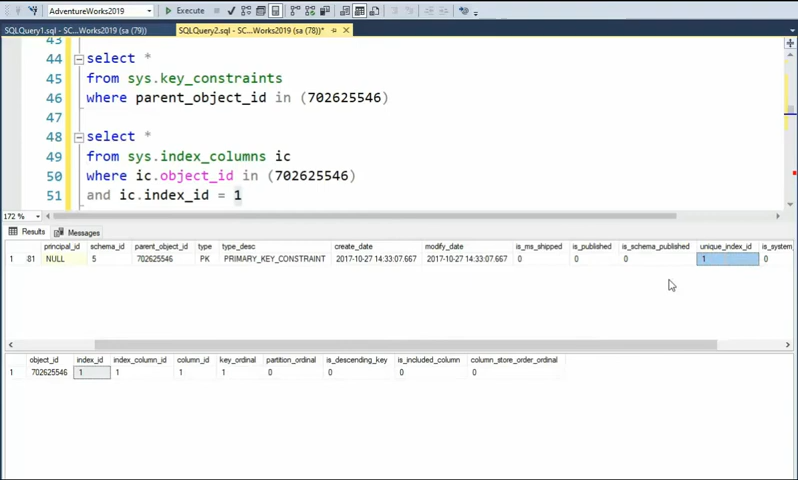 AdventureWorks2019 Execute
SQLQuery1.sql - SC...Works2019 (sa (79)) SQLQuery2.sql - SC...Works2019 (sa (78))*
43
44 select *
45 from sys.key_constraints
46 where parent_object_id in (702625546)
47
48 select *
49 from sys.index_columns ic
50 where ic.object_id in (702625546)
51 and ic.index_id = 1
172 %
Results Messages
principal_id schema_id parent_object_id type type_desc create_date modify_date is_ms_shipped is_published is_schema_published unique_index_id is_system
1 81 NULL 5 702625546 PK PRIMARY_KEY_CONSTRAINT 2017-10-27 14:33:07.667 2017-10-27 14:33:07.667 0 0 0 1 0
object_id index_id index_column_id column_id key_ordinal partition_ordinal is_descending_key is_included_column column_store_order_ordinal
1 702625546 1 1 1 1 0 0 0 0